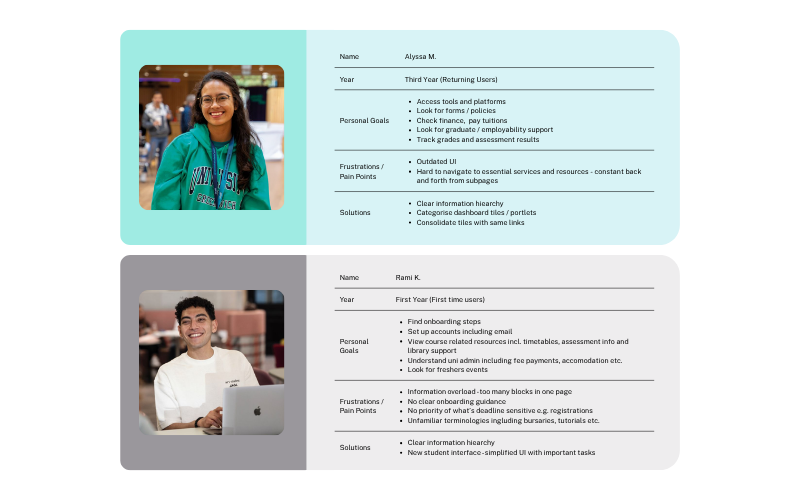 Name Alyssa M.
Year Third Year (Returning Users)
Personal Goals
• Access tools and platforms
• Look for forms / policies
• Check finance, pay tuitions
• Look for graduate / employability support
• Track grades and assessment results
Frustrations /
Pain Points
• Outdated UI
• Hard to navigate to essential services and resources - constant back
and forth from subpages
Solutions
• Clear information hiearchy
• Categorise dashboard tiles / portlets
• Consolidate tiles with same links
Name Rami K.
Year First Year (First time users)
Personal
Goals
• Find onboarding steps
• Set up accounts including email
• View course related resources incl. timetables, assessment info and
library support
• Understand uni admin including fee payments, accomodation etc.
• Look for freshers events
Frustrations /
Pain Points
• Information overload - too many blocks in one page
• No clear onboarding guidance
• No priority of what's deadline sensitive e.g. registrations
• Unfamiliar terminologies including bursaries, tutorials etc.
Solutions
• Clear information hiearchy
• New student interface - simplified UI with important tasks